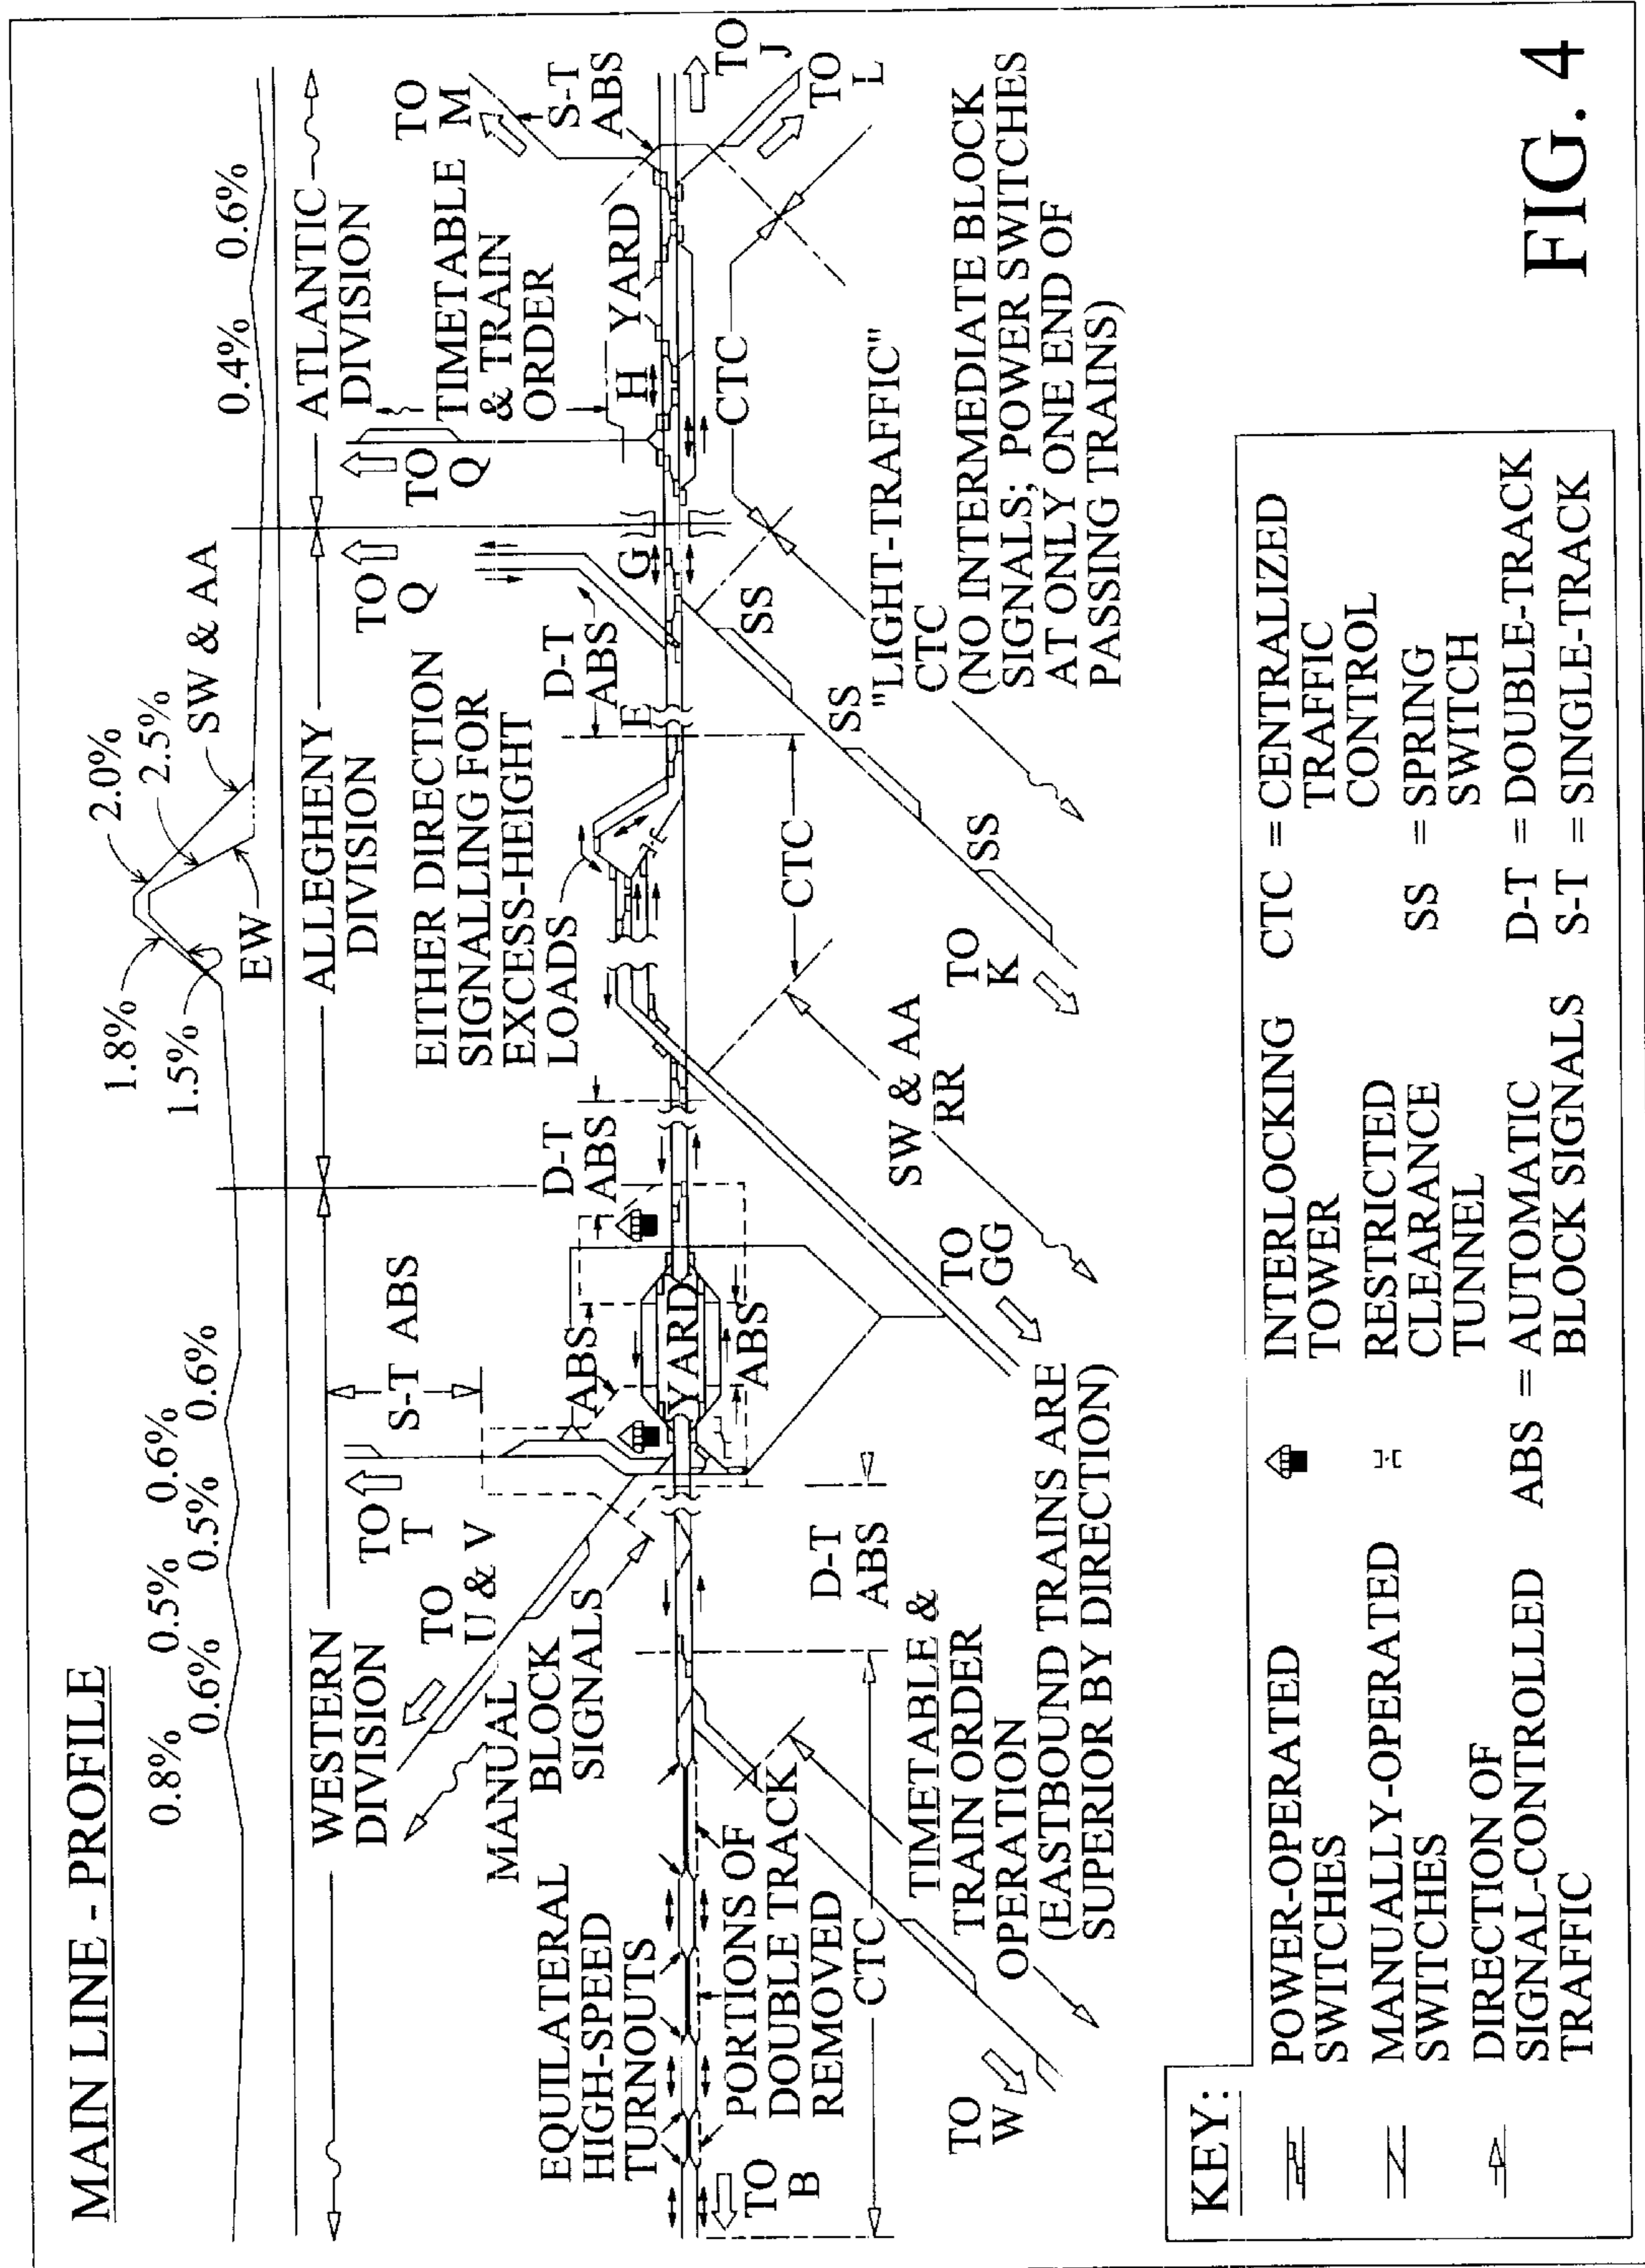 MAIN LINE - PROFILE
0.8%
0.6%
0.5%
0.5%
0.6%
0.6%
1.8%
1.5%
2.0%
2.5%
SW & AA
EW
0.4%
0.6%
WESTERN
DIVISION
ALLEGHENY
DIVISION
ATLANTIC
DIVISION
TO
T
S-T ABS
TO
U & V
MANUAL
BLOCK
SIGNALS
EQUILATERAL
HIGH-SPEED
TURNOUTS
PORTIONS OF
DOUBLE TRACK
REMOVED
TO
B
CTC
TO
W
TIMETABLE &
TRAIN ORDER
OPERATION
(EASTBOUND TRAINS ARE
SUPERIOR BY DIRECTION)
D-T
ABS
ABS
YARD
ABS
D-T
ABS
TO
GG
SW & AA
RR
EITHER DIRECTION
SIGNALLING FOR
EXCESS-HEIGHT
LOADS
D-T
ABS
E
CTC
TO
K
SS
SS
SS
TO
Q
G
TO
Q
TIMETABLE
& TRAIN
ORDER
H
YARD
TO
M
S-T
ABS
TO
J
TO
L
CTC
"LIGHT-TRAFFIC"
CTC
(NO INTERMEDIATE BLOCK
SIGNALS; POWER SWITCHES
AT ONLY ONE END OF
PASSING TRAINS)
KEY:
POWER-OPERATED
SWITCHES
MANUALLY-OPERATED
SWITCHES
DIRECTION OF
SIGNAL-CONTROLLED
TRAFFIC
INTERLOCKING
TOWER
RESTRICTED
CLEARANCE
TUNNEL
ABS = AUTOMATIC
BLOCK SIGNALS
CTC = CENTRALIZED
TRAFFIC
CONTROL
SS = SPRING
SWITCH
D-T = DOUBLE-TRACK
S-T = SINGLE-TRACK
FIG. 4